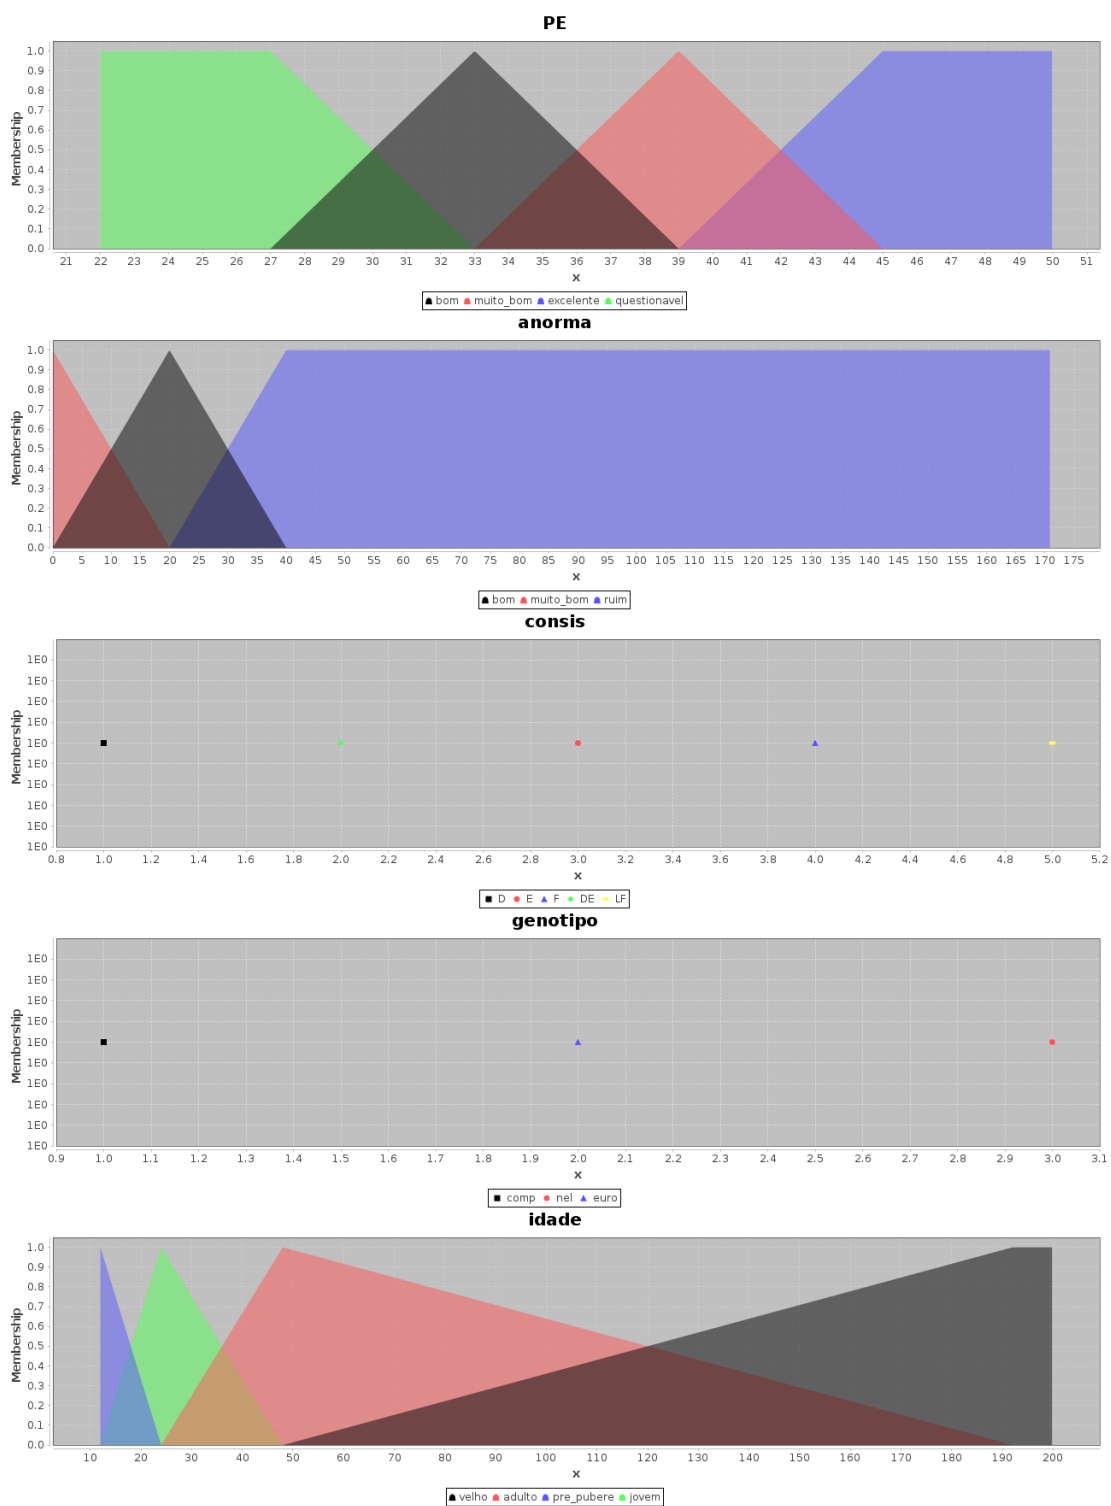 PE
Membership
1.0
0.9
0.8
0.7
0.6
0.5
0.4
0.3
0.2
0.1
0.0
21 22 23 24 25 26 27 28 29 30 31 32 33 34 35 36 37 38 39 40 41 42 43 44 45 46 47 48 49 50 51
x
bom muito_bom excelente questionavel
anorma
Membership
1.0
0.9
0.8
0.7
0.6
0.5
0.4
0.3
0.2
0.1
0.0
0 5 10 15 20 25 30 35 40 45 50 55 60 65 70 75 80 85 90 95 100 105 110 115 120 125 130 135 140 145 150 155 160 165 170 175
x
bom muito_bom ruim
consis
Membership
1E0
1E0
1E0
1E0
1E0
1E0
1E0
1E0
1E0
1E0
0.8 1.0 1.2 1.4 1.6 1.8 2.0 2.2 2.4 2.6 2.8 3.0 3.2 3.4 3.6 3.8 4.0 4.2 4.4 4.6 4.8 5.0 5.2
x
D E F DE LF
genotipo
Membership
1E0
1E0
1E0
1E0
1E0
1E0
1E0
1E0
1E0
1E0
0.9 1.0 1.1 1.2 1.3 1.4 1.5 1.6 1.7 1.8 1.9 2.0 2.1 2.2 2.3 2.4 2.5 2.6 2.7 2.8 2.9 3.0 3.1
x
comp nel euro
idade
Membership
1.0
0.9
0.8
0.7
0.6
0.5
0.4
0.3
0.2
0.1
0.0
10 20 30 40 50 60 70 80 90 100 110 120 130 140 150 160 170 180 190 200
x
velho adulto pre_pubere jovem